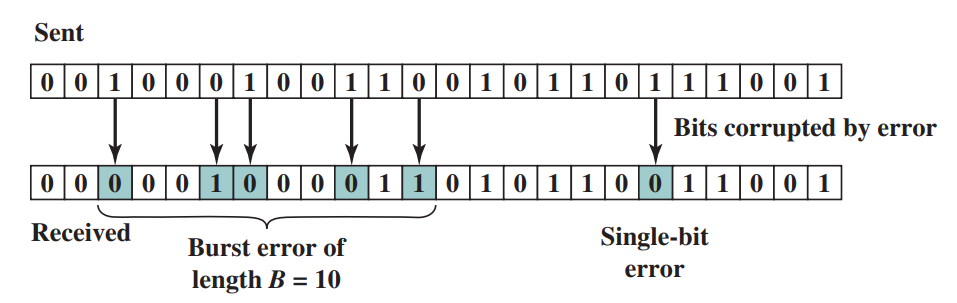 Sent
0 0 1 0 0 0 1 0 0 1 1 0 0 1 0 1 1 0 1 1 1 0 0 1
Bits corrupted by error
0 0 0 0 0 1 0 0 0 0 1 1 0 1 0 1 1 0 0 1 1 0 0 1
Received
Burst error of
length B = 10
Single-bit
error